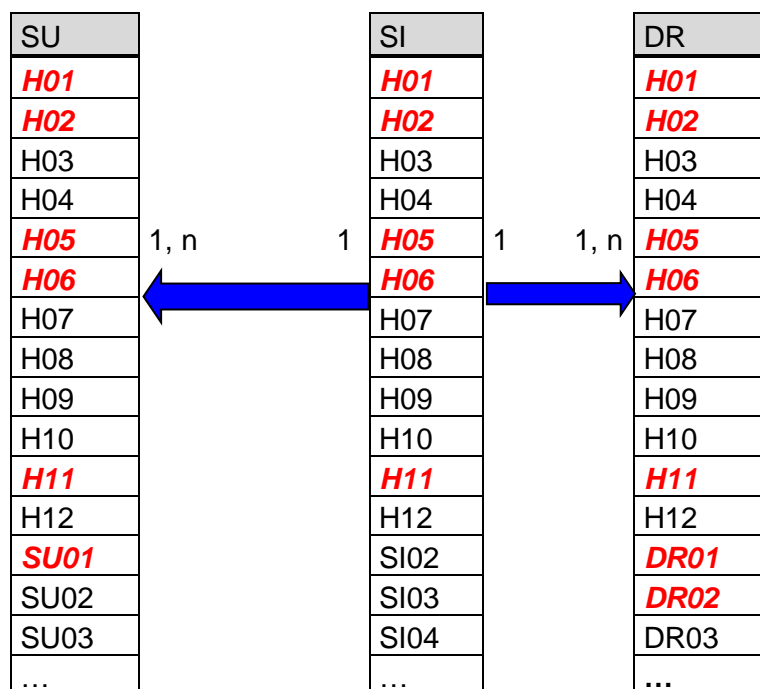 SU SI DR
H01 H01 H01
H02 H02 H02
H03 H03 H03
H04 H04 H04
H05 1, n 1 H05 1 1, n H05
H06 H06 H06
H07 H07 H07
H08 H08 H08
H09 H09 H09
H10 H10 H10
H11 H11 H11
H12 H12 H12
SU01 SI02 DR01
SU02 SI03 DR02
SU03 SI04 DR03
… … …